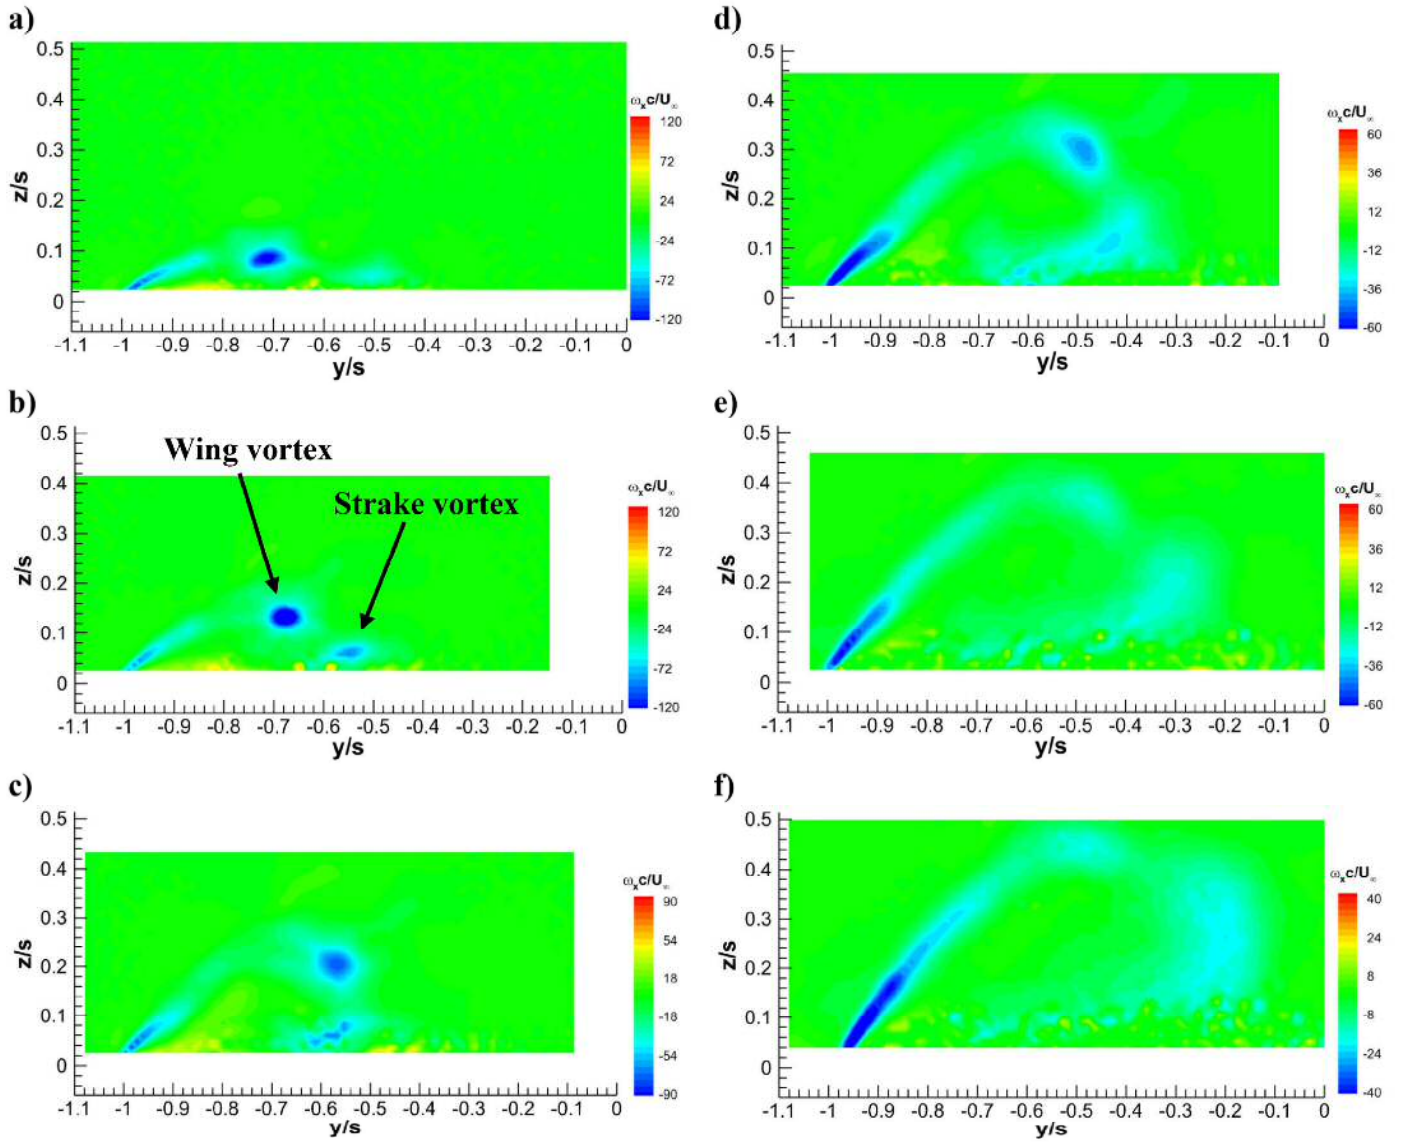 a)
0.5
0.4
0.3
0.2
0.1
0
z/s
-1.1 -1 -0.9 -0.8 -0.7 -0.6 -0.5 -0.4 -0.3 -0.2 -0.1 0
y/s
ωₓc/U∞
120
72
24
-24
-72
-120
b)
Wing vortex
Strake vortex
0.5
0.4
0.3
0.2
0.1
0
z/s
-1.1 -1 -0.9 -0.8 -0.7 -0.6 -0.5 -0.4 -0.3 -0.2 -0.1 0
y/s
ωₓc/U∞
120
72
24
-24
-72
-120
c)
0.5
0.4
0.3
0.2
0.1
0
z/s
-1.1 -1 -0.9 -0.8 -0.7 -0.6 -0.5 -0.4 -0.3 -0.2 -0.1 0
y/s
ωₓc/U∞
90
54
18
-18
-54
-90
d)
0.5
0.4
0.3
0.2
0.1
0
z/s
-1.1 -1 -0.9 -0.8 -0.7 -0.6 -0.5 -0.4 -0.3 -0.2 -0.1 0
y/s
ωₓc/U∞
60
36
12
-12
-36
-60
e)
0.5
0.4
0.3
0.2
0.1
0
z/s
-1.1 -1 -0.9 -0.8 -0.7 -0.6 -0.5 -0.4 -0.3 -0.2 -0.1 0
y/s
ωₓc/U∞
60
36
12
-12
-36
-60
f)
0.5
0.4
0.3
0.2
0.1
0
z/s
-1.1 -1 -0.9 -0.8 -0.7 -0.6 -0.5 -0.4 -0.3 -0.2 -0.1 0
y/s
ωₓc/U∞
40
24
8
-8
-24
-40